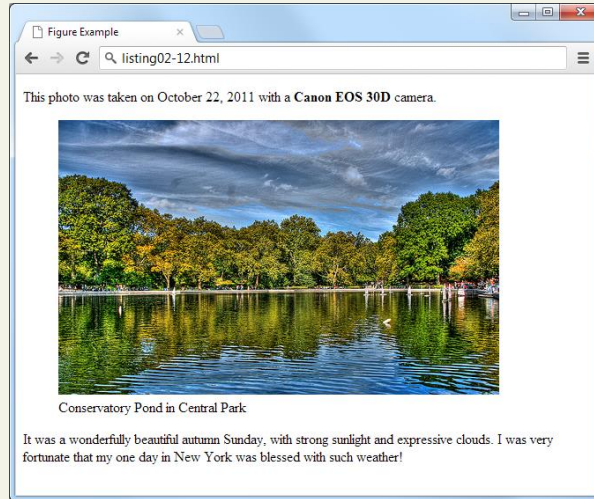 Figure Example
listing02-12.html
This photo was taken on October 22, 2011 with a Canon EOS 30D camera.
Conservatory Pond in Central Park
It was a wonderfully beautiful autumn Sunday, with strong sunlight and expressive clouds. I was very
fortunate that my one day in New York was blessed with such weather!